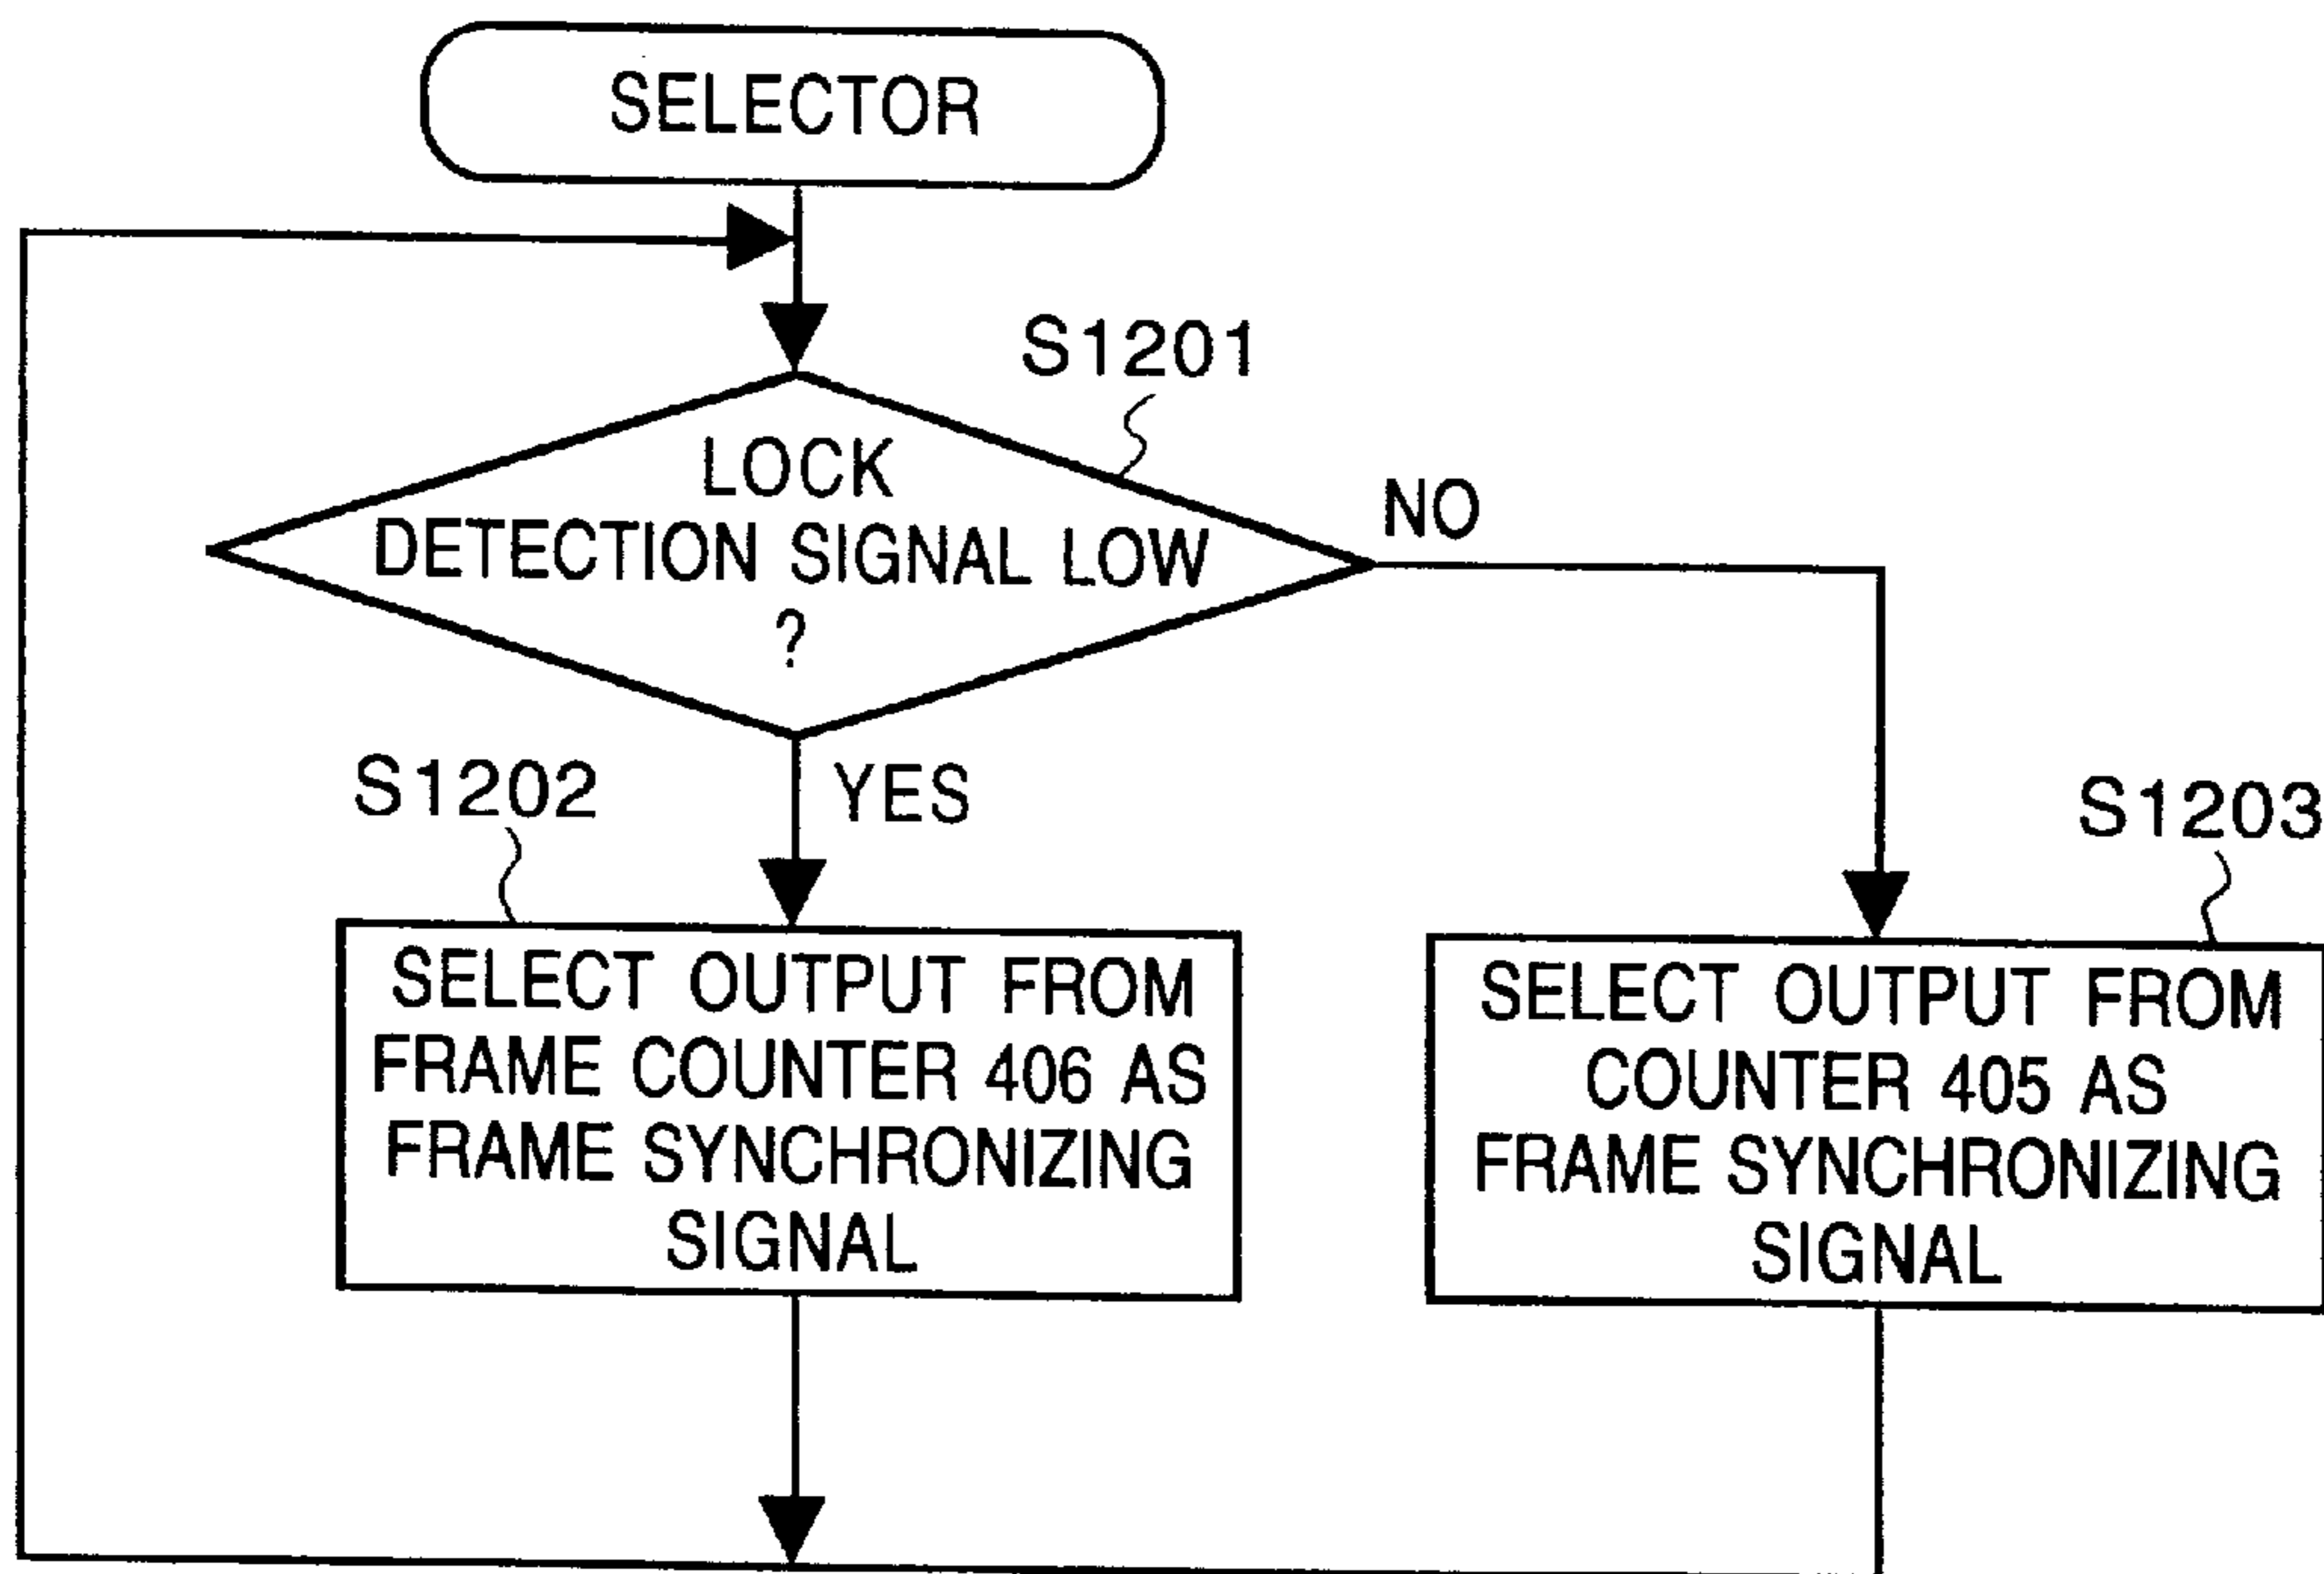 SELECTOR
S1201
LOCK
DETECTION SIGNAL LOW
?
NO
YES
S1202
S1203
SELECT OUTPUT FROM
FRAME COUNTER 406 AS
FRAME SYNCHRONIZING
SIGNAL
SELECT OUTPUT FROM
COUNTER 405 AS
FRAME SYNCHRONIZING
SIGNAL